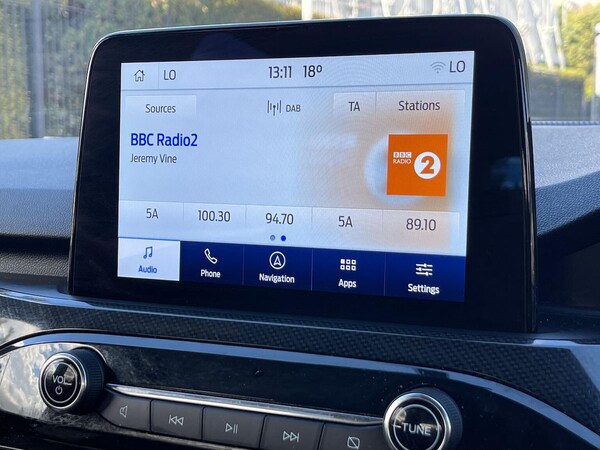 LO 13:11 18° LO
Sources DAB TA Stations
BBC Radio2
Jeremy Vine
BBC
RADIO 2
5A 100.30 94.70 5A 89.10
Audio Phone Navigation Apps Settings
VOL
TUNE